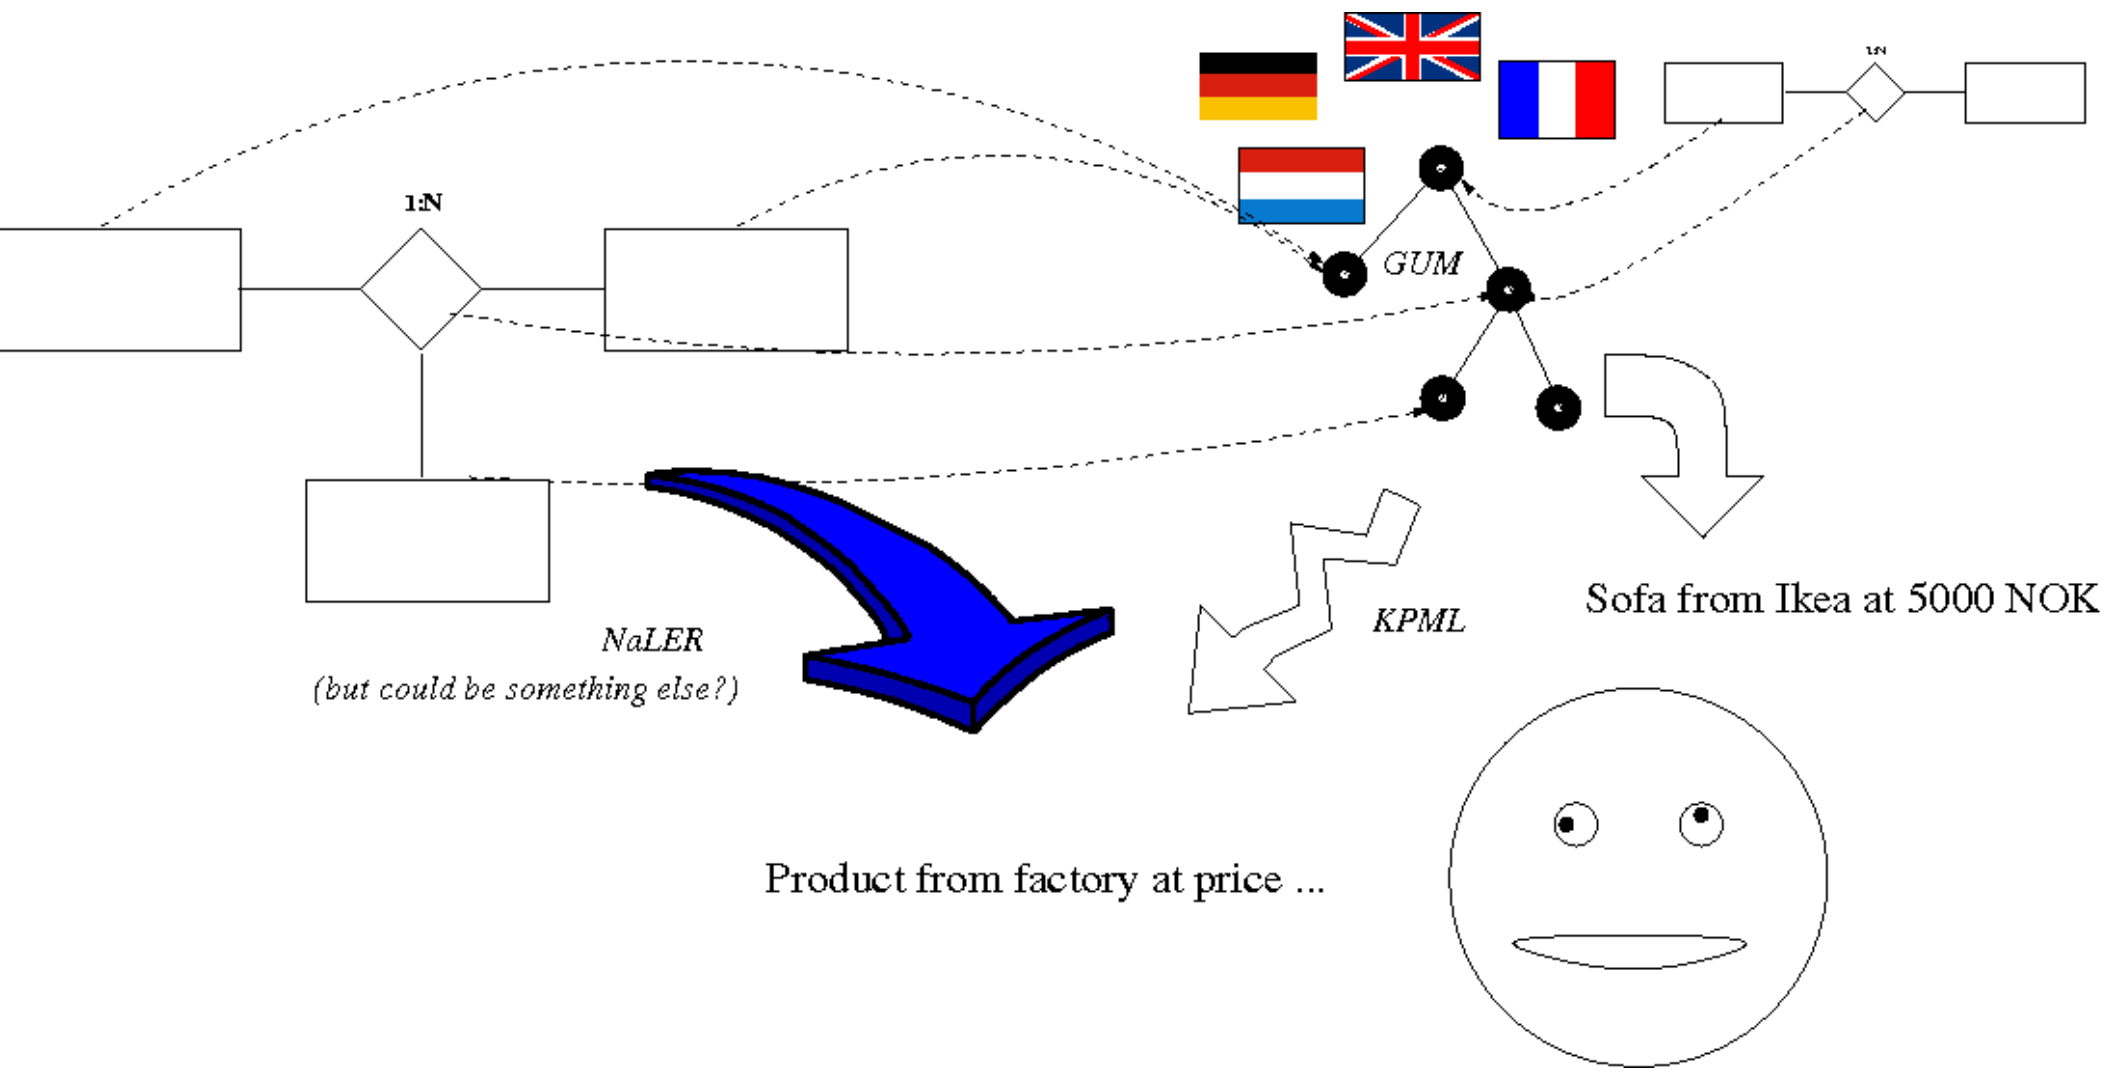 1:N
1:N
GUM
Sofa from Ikea at 5000 NOK
KPML
NaLER
(but could be something else?)
Product from factory at price ...